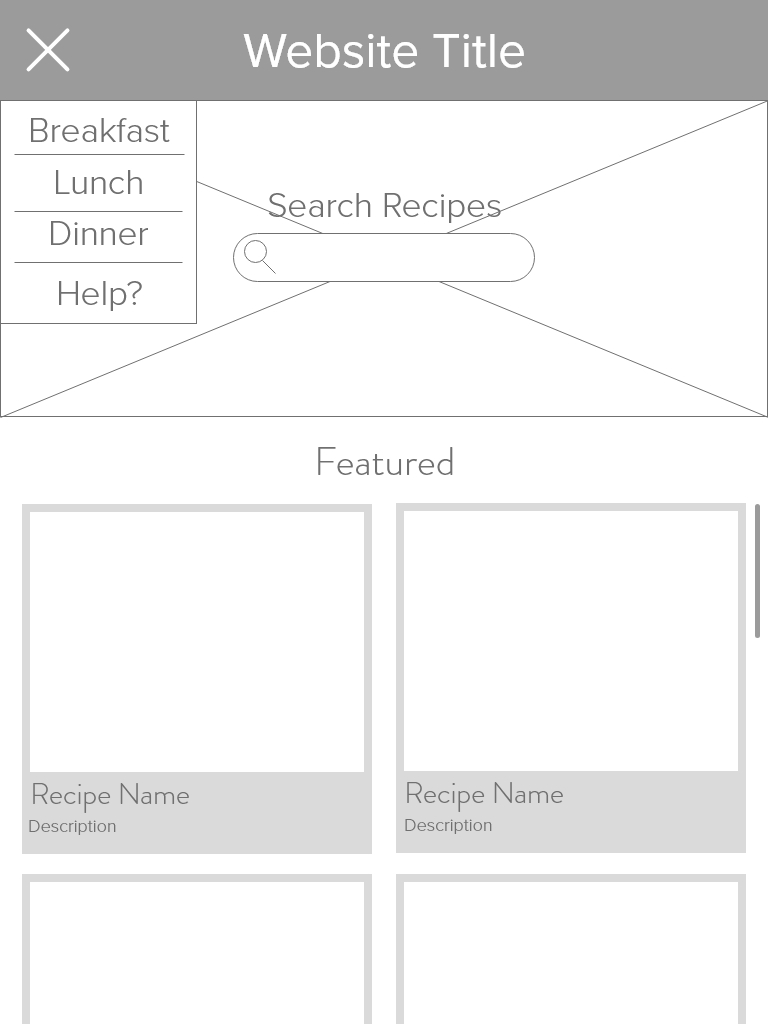 Website Title
Breakfast
Lunch
Dinner
Help?
Search Recipes
Featured
Recipe Name
Description
Recipe Name
Description